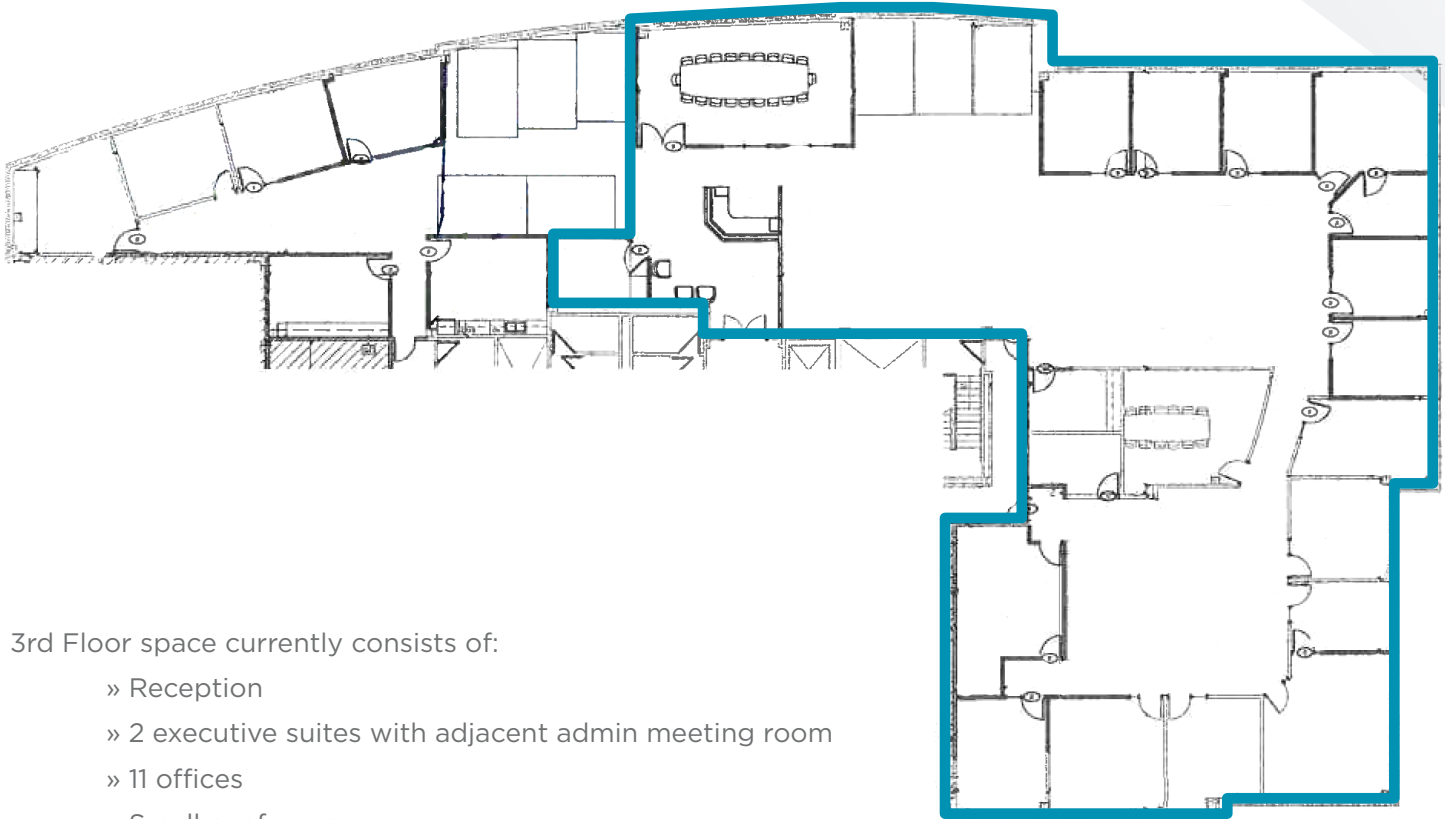 3rd Floor space currently consists of:
» Reception
» 2 executive suites with adjacent admin meeting room
» 11 offices